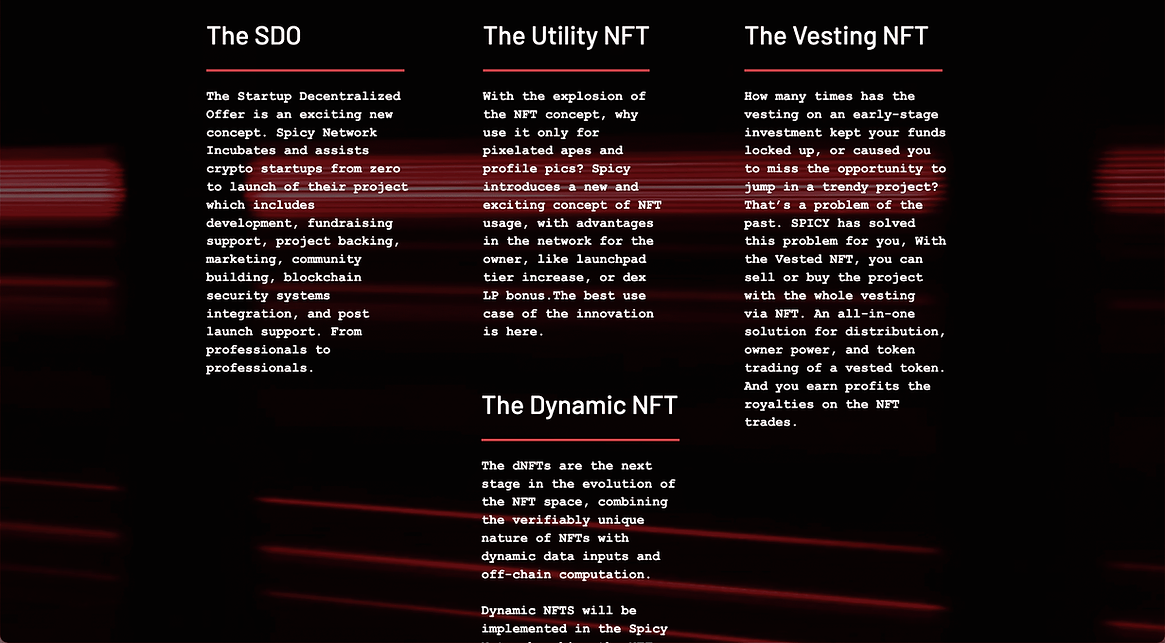 The SDO
The Startup Decentralized
Offer is an exciting new
concept. Spicy Network
Incubates and assists
crypto startups from zero
to launch of their project
which includes
development, fundraising
support, project backing,
marketing, community
building, blockchain
security systems
integration, and post
launch support. From
professionals to
professionals.
The Utility NFT
With the explosion of
the NFT concept, why
use it only for
pixelated apes and
profile pics? Spicy
introduces a new and
exciting concept of NFT
usage, with advantages
in the network for the
owner, like launchpad
tier increase, or dex
LP bonus.The best use
case of the innovation
is here.
The Dynamic NFT
The dNFTs are the next
stage in the evolution of
the NFT space, combining
the verifiably unique
nature of NFTs with
dynamic data inputs and
off-chain computation.
Dynamic NFTS will be
implemented in the Spicy
The Vesting NFT
How many times has the
vesting on an early-stage
investment kept your funds
locked up, or caused you
to miss the opportunity to
jump in a trendy project?
That's a problem of the
past. SPICY has solved
this problem for you, With
the Vested NFT, you can
sell or buy the project
with the whole vesting
via NFT. An all-in-one
solution for distribution,
owner power, and token
trading of a vested token.
And you earn profits the
royalties on the NFT
trades.